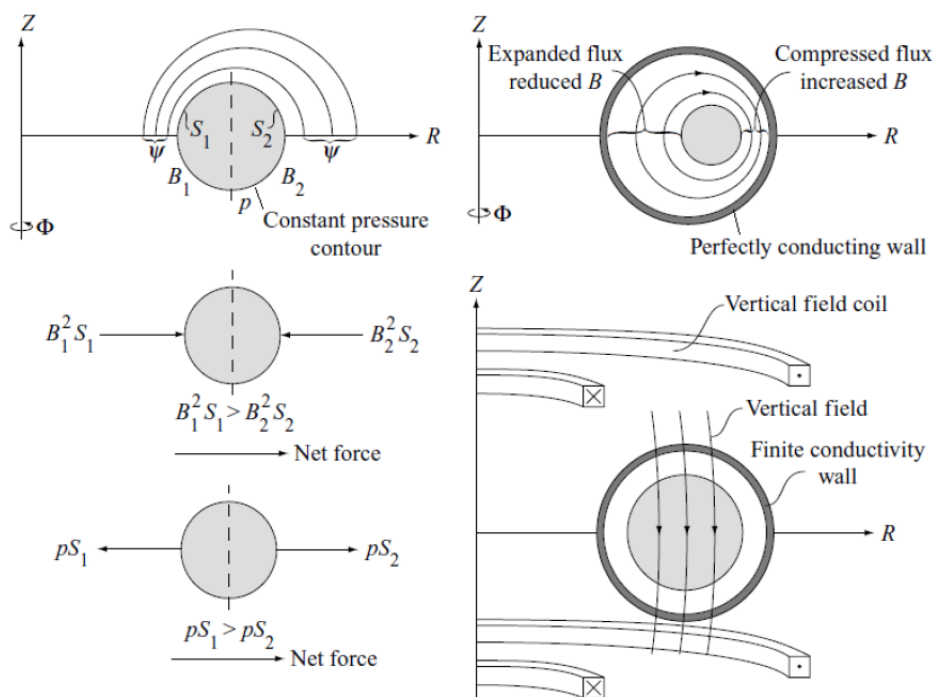 Z
S₁
S₂
R
ψ
ψ
B₁
B₂
p
Φ
Constant pressure
contour
B₁²S₁
B₂²S₂
B₁²S₁ > B₂²S₂
Net force
pS₁
pS₂
pS₁ > pS₂
Net force
Z
Expanded flux
reduced B
Compressed flux
increased B
R
Φ
Perfectly conducting wall
Z
Vertical field coil
Vertical field
Finite conductivity
wall
R